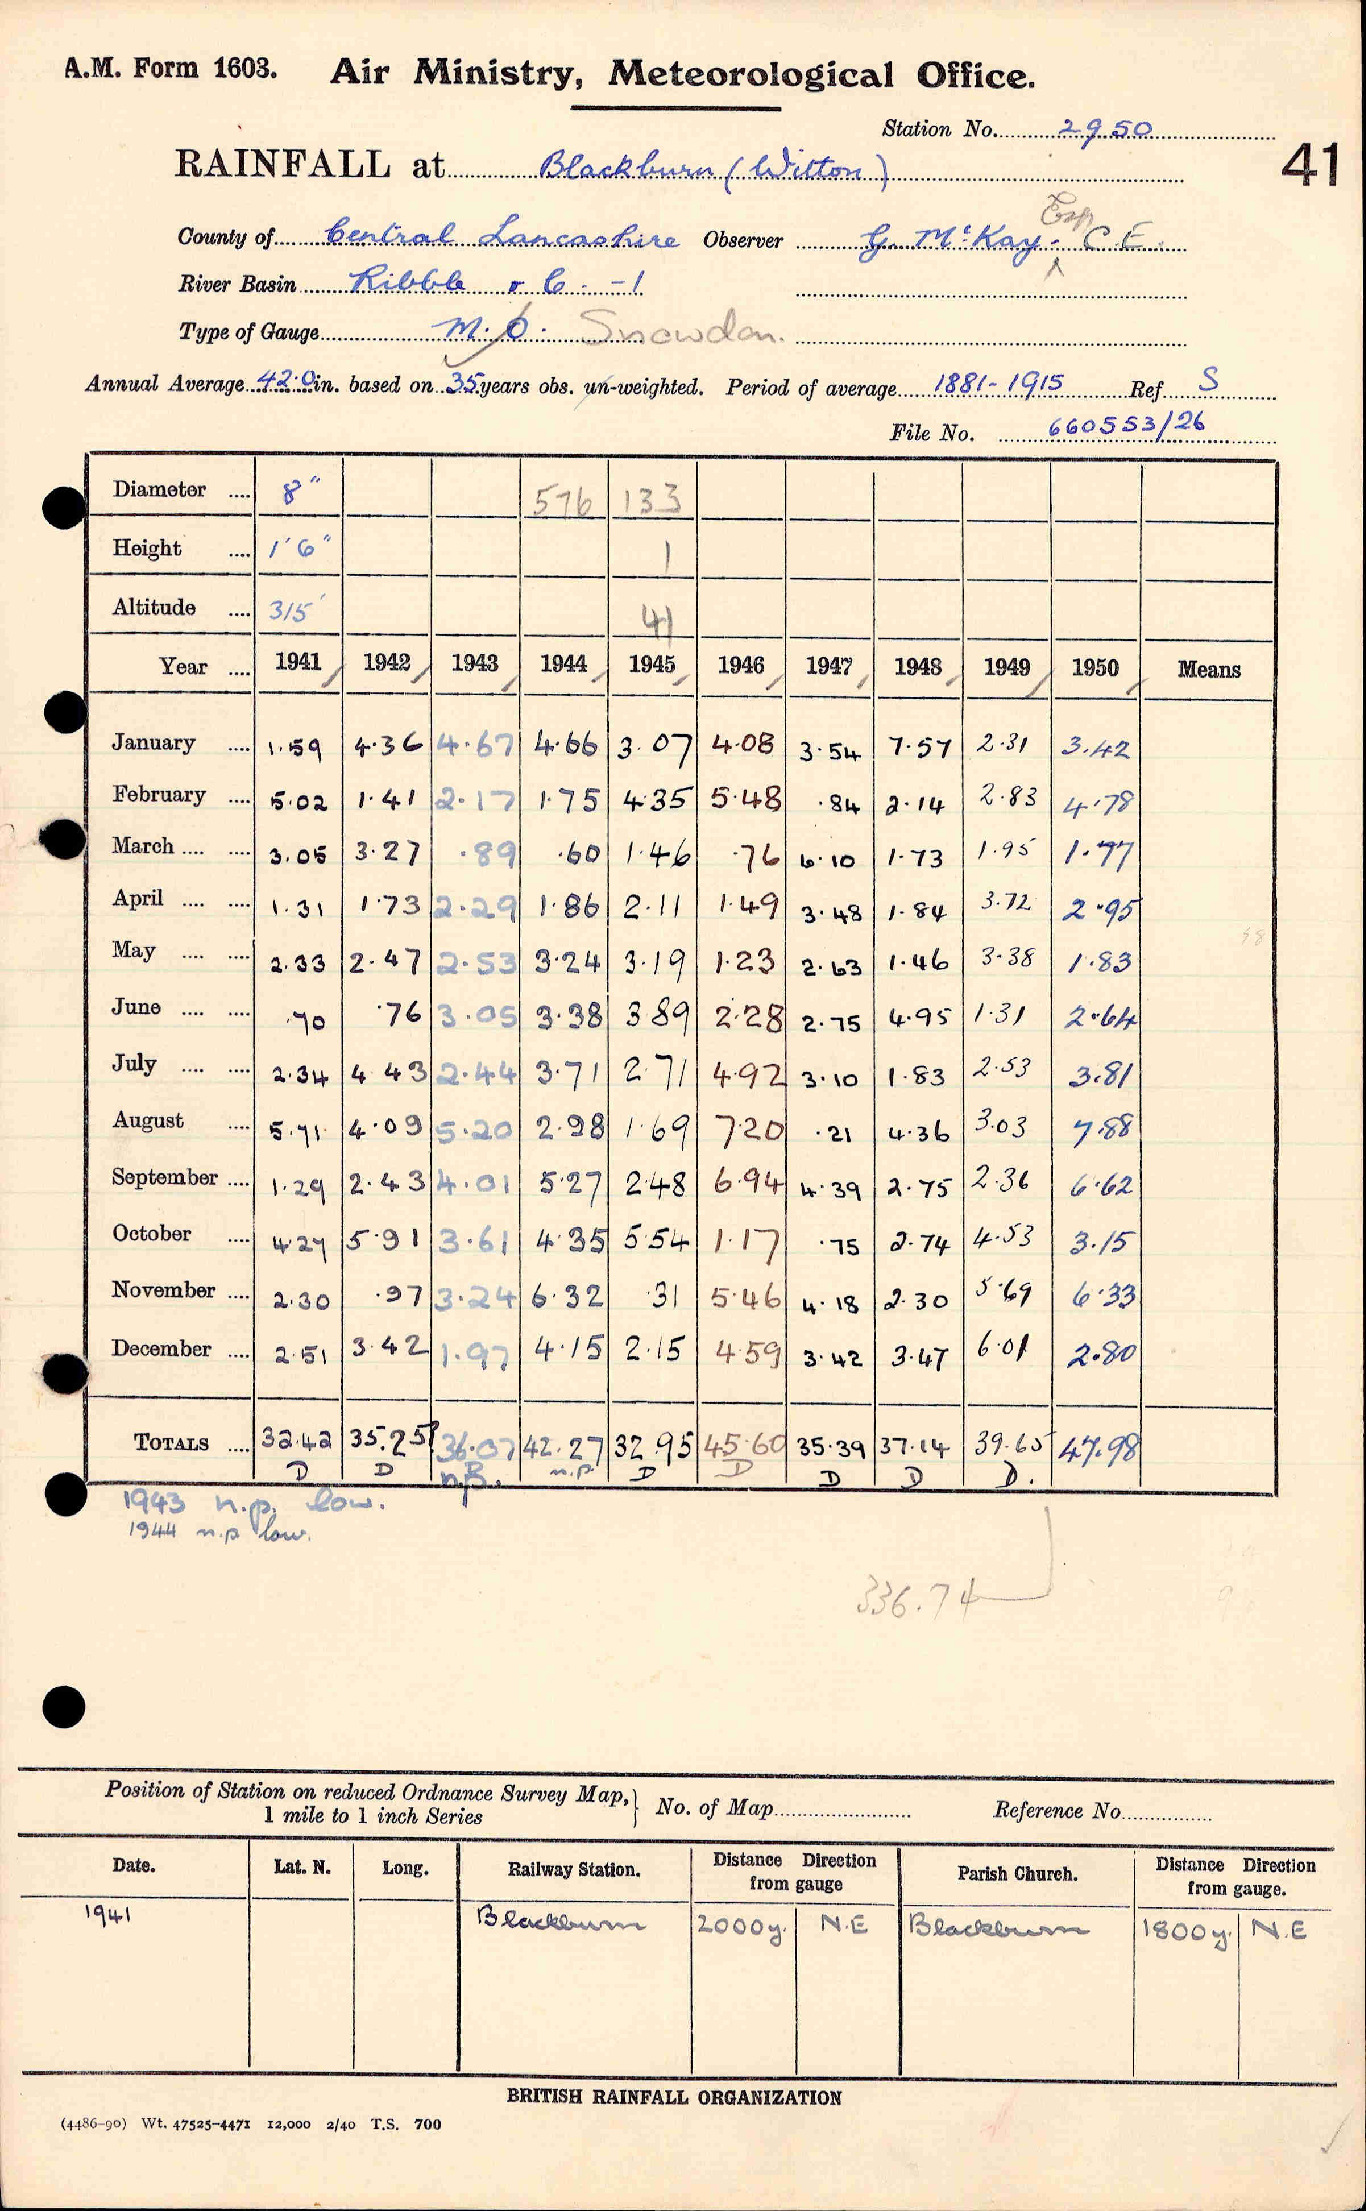 A.M. Form 1603. Air Ministry, Meteorological Office.
Station No. 2950
41
RAINFALL at Blackburn (Witton)
County of Central Lancashire Observer G. McKay. Esq C.E.
River Basin Ribble
Type of Gauge M.O. Snowdon.
Annual Average 42.0 in. based on 35 years obs. un-weighted. Period of average 1881-1915 Ref. S
File No. 660553/26
Diameter .... 8" 576 133
Height .... 1'6" 1
Altitude .... 315' 41
Year .... 1941 1942 1943 1944 1945 1946 1947 1948 1949 1950 Means
January .... 1.59 4.36 4.67 4.66 3.07 4.08 3.54 7.57 2.31 3.42
February .... 5.02 1.41 2.17 1.75 4.35 5.48 .84 2.14 2.83 4.78
March .... .... 3.05 3.27 .89 .60 1.46 .76 6.10 1.73 1.95 1.77
April .... .... 1.31 1.73 2.29 1.86 2.11 1.49 3.48 1.84 3.72 2.95
May .... .... 2.33 2.47 2.53 3.24 3.19 1.23 2.63 1.46 3.38 1.83
June .... .... .70 .76 3.05 3.38 3.89 2.28 2.75 4.95 1.31 2.64
July .... .... 2.34 4.43 2.44 3.71 2.71 4.92 3.10 1.83 2.53 3.81
August .... 5.71 4.09 5.20 2.98 1.69 7.20 .21 4.36 3.03 7.88
September .... 1.29 2.43 4.01 5.27 2.48 6.94 4.39 2.75 2.36 6.62
October .... 4.27 5.91 3.61 4.35 5.54 1.17 .75 2.74 4.53 3.15
November .... 2.30 .97 3.24 6.32 .31 5.46 4.18 2.30 5.69 6.33
December .... 2.51 3.42 1.97 4.15 2.15 4.59 3.42 3.47 6.01 2.80
TOTALS .... 32.42 35.25 36.07 42.27 32.95 45.60 35.39 37.14 39.65 47.98
D D n.p. n.p. D D D D D.
1943 n.p. low.
1944 n.p low.
336.74
Position of Station on reduced Ordnance Survey Map,
1 mile to 1 inch Series
No. of Map Reference No.
Date. Lat. N. Long. Railway Station. Distance Direction from gauge Parish Church. Distance Direction from gauge.
1941 Blackburn 2000y. N.E Blackburn 1800y. N.E
BRITISH RAINFALL ORGANIZATION
(4486-90) Wt. 47525-4471 12,000 2/40 T.S. 700